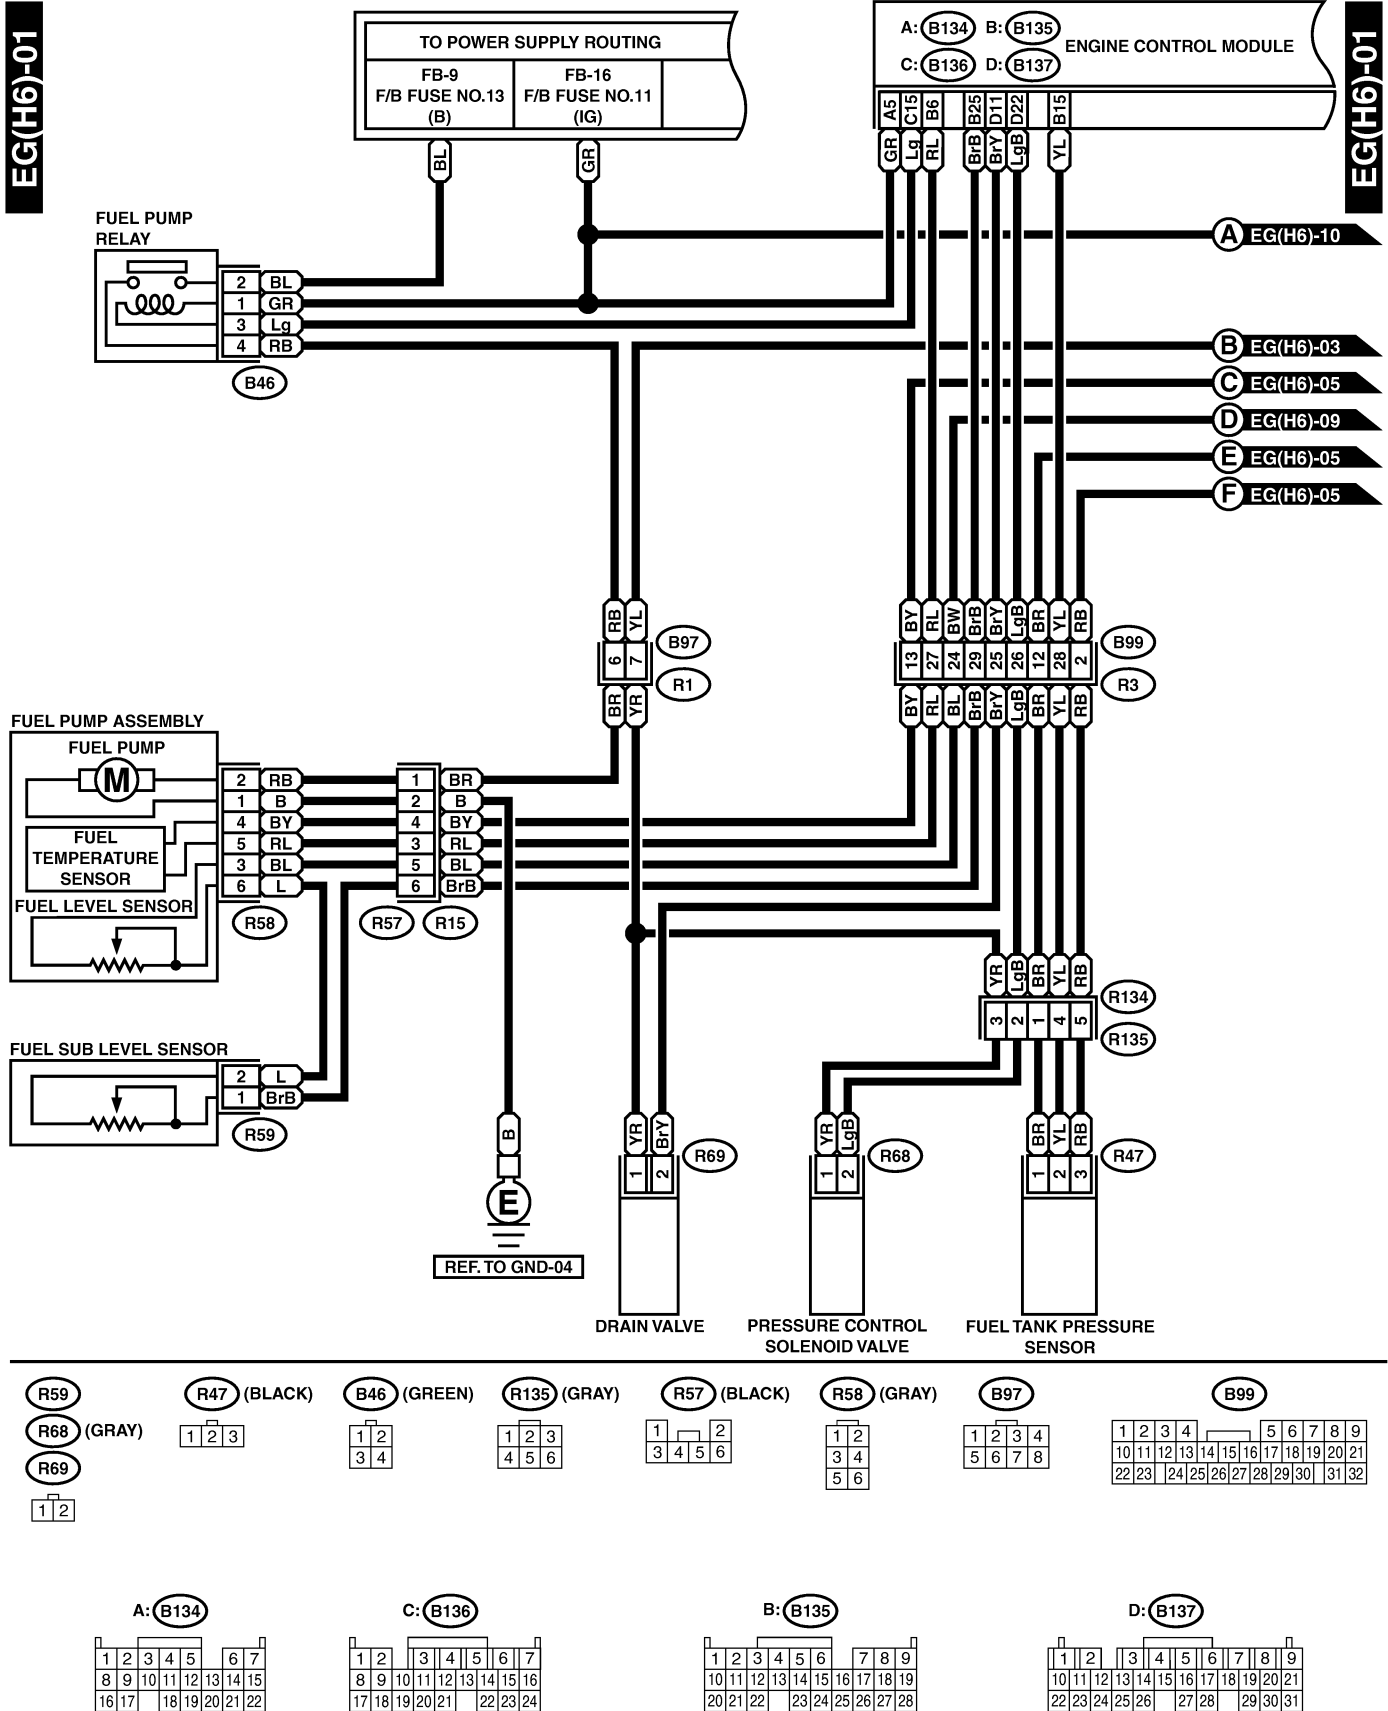 EG(H6)-01
TO POWER SUPPLY ROUTING
FB-9
F/B FUSE NO.13
(B)
FB-16
F/B FUSE NO.11
(IG)
A: B134 B: B135
C: B136 D: B137
ENGINE CONTROL MODULE
EG(H6)-01
A5 C15 B6 B25 D11 D22 B15
BL GR
GR Lg RL BrB BrY LgB YL
A EG(H6)-10
FUEL PUMP
RELAY
2 BL
1 GR
3 Lg
4 RB
B46
B EG(H6)-03
C EG(H6)-05
D EG(H6)-09
E EG(H6)-05
F EG(H6)-05
RB YL
6 7
BR YR
B97
R1
BY RL BW BrB BrY LgB BR YL RB
13 27 24 29 25 26 12 28 2
BY RL BL BrB BrY LgB BR YL RB
B99
R3
FUEL PUMP ASSEMBLY
FUEL PUMP
M
2 RB 1 BR
1 B 2 B
4 BY 4 BY
5 RL 3 RL
3 BL 5 BL
6 L 6 BrB
FUEL
TEMPERATURE
SENSOR
FUEL LEVEL SENSOR
R58 R57 R15
YR LgB BR YL RB
3 2 1 4 5
R134
R135
FUEL SUB LEVEL SENSOR
2 L
1 BrB
R59
B
E
REF. TO GND-04
YR BrY
1 2
R69
DRAIN VALVE
YR LgB
1 2
R68
PRESSURE CONTROL
SOLENOID VALVE
BR YL RB
1 2 3
R47
FUEL TANK PRESSURE
SENSOR
R59
R68 (GRAY)
R69
1 2
R47 (BLACK)
1 2 3
B46 (GREEN)
1 2
3 4
R135 (GRAY)
1 2 3
4 5 6
R57 (BLACK)
1 2
3 4 5 6
R58 (GRAY)
1 2
3 4
5 6
B97
1 2 3 4
5 6 7 8
B99
1 2 3 4 5 6 7 8 9
10 11 12 13 14 15 16 17 18 19 20 21
22 23 24 25 26 27 28 29 30 31 32
A: B134
1 2 3 4 5 6 7
8 9 10 11 12 13 14 15
16 17 18 19 20 21 22
C: B136
1 2 3 4 5 6 7
8 9 10 11 12 13 14 15 16
17 18 19 20 21 22 23 24
B: B135
1 2 3 4 5 6 7 8 9
10 11 12 13 14 15 16 17 18 19
20 21 22 23 24 25 26 27 28
D: B137
1 2 3 4 5 6 7 8 9
10 11 12 13 14 15 16 17 18 19 20 21
22 23 24 25 26 27 28 29 30 31